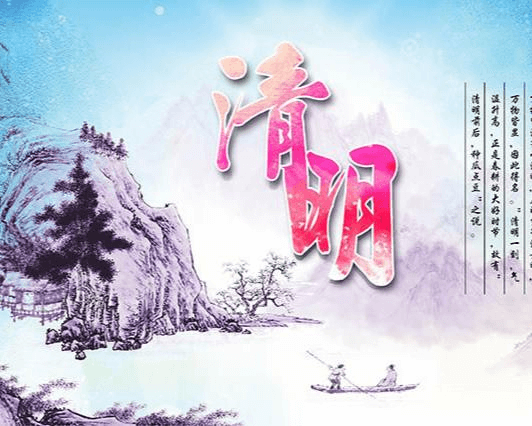 清明
万物皆显，因此得名。“清明一到，气
温升高，正是春耕的大好时节，故有“
清明前后，种瓜点豆”之说。